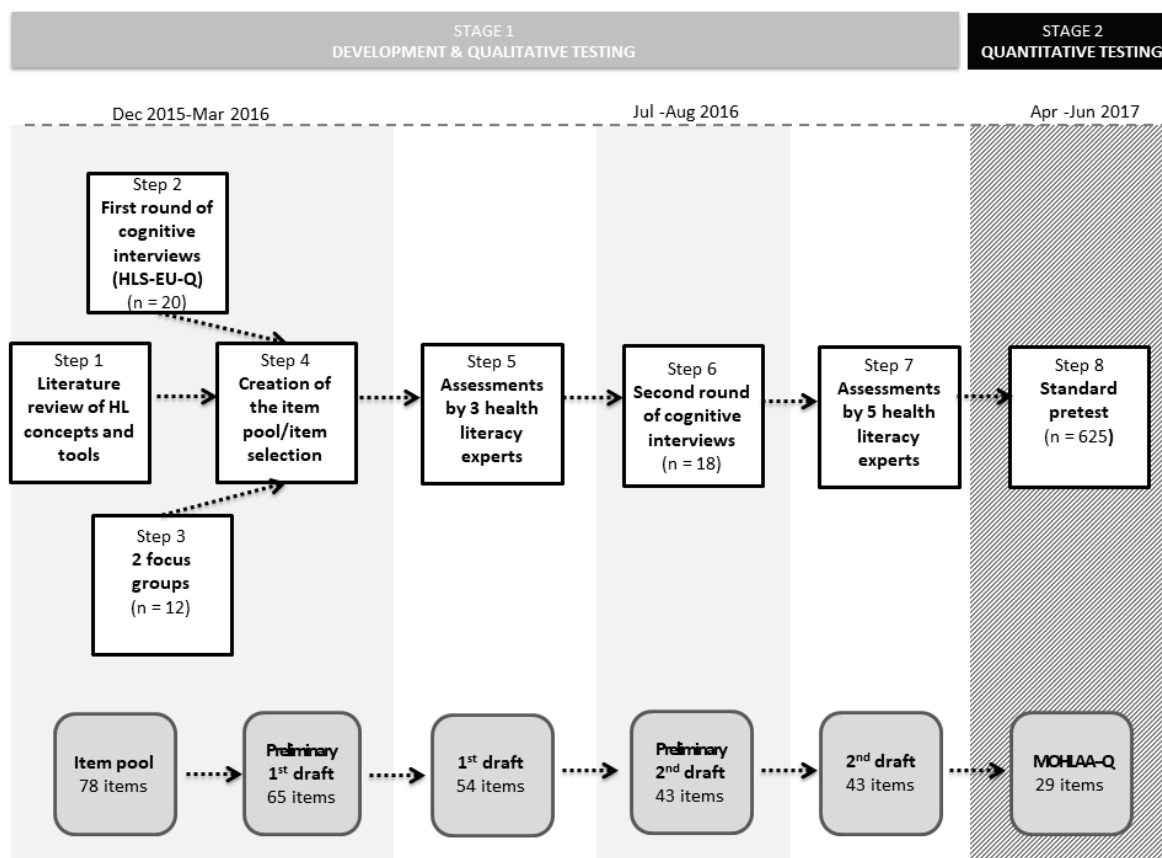 STAGE 1
DEVELOPMENT & QUALITATIVE TESTING
STAGE 2
QUANTITATIVE TESTING
Dec 2015-Mar 2016
Jul -Aug 2016
Apr -Jun 2017
Step 2
First round of
cognitive
interviews
(HLS-EU-Q)
(n = 20)
Step 1
Literature
review of HL
concepts and
tools
Step 4
Creation of
the item
pool/item
selection
Step 5
Assessments
by 3 health
literacy
experts
Step 6
Second round
of cognitive
interviews
(n = 18)
Step 7
Assessments
by 5 health
literacy
experts
Step 8
Standard
pretest
(n = 625)
Step 3
2 focus
groups
(n = 12)
Item pool
78 items
Preliminary
1st draft
65 items
1st draft
54 items
Preliminary
2nd draft
43 items
2nd draft
43 items
MOHLAA-Q
29 items